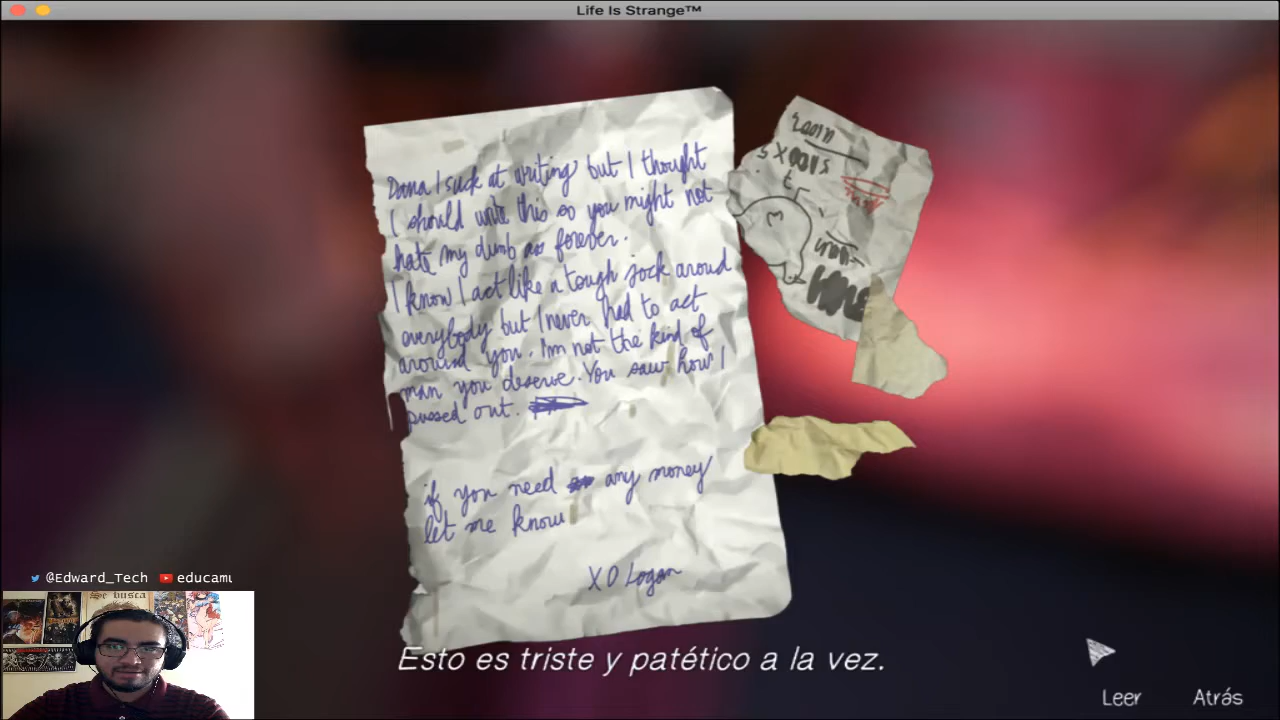 Life Is Strange™
Dana I suck at writing but I thought
I should write this so you might not
hate my dumb ass forever.
I know I act like a tough jock aroud
everybody but I never had to act
around you. I'm not the kind of
man you deserve. You saw how I
pussed out.
if you need any money
let me know
XO Logan
@Edward_Tech
educamu
Se busca
Esto es triste y patético a la vez.
Leer
Atrás